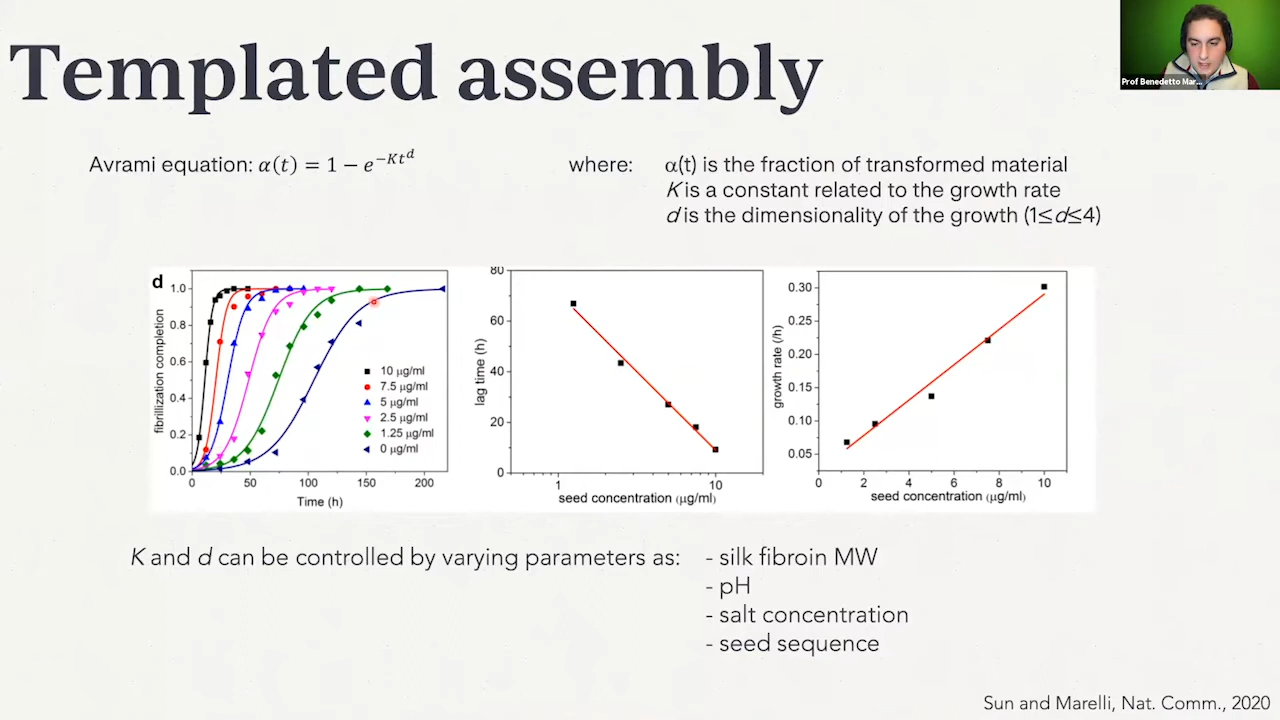 Templated assembly
Prof Benedetto Mar...
Avrami equation: α(t) = 1 − e^{−Kt^d}
where:
α(t) is the fraction of transformed material
K is a constant related to the growth rate
d is the dimensionality of the growth (1≤d≤4)
d
fibrillization completion
1.0
0.8
0.6
0.4
0.2
0.0
0 50 100 150 200
Time (h)
10 µg/ml
7.5 µg/ml
5 µg/ml
2.5 µg/ml
1.25 µg/ml
0 µg/ml
lag time (h)
80
60
40
20
0
1 10
seed concentration (µg/ml)
growth rate (/h)
0.30
0.25
0.20
0.15
0.10
0.05
0 2 4 6 8 10
seed concentration (µg/ml)
K and d can be controlled by varying parameters as:
- silk fibroin MW
- pH
- salt concentration
- seed sequence
Sun and Marelli, Nat. Comm., 2020